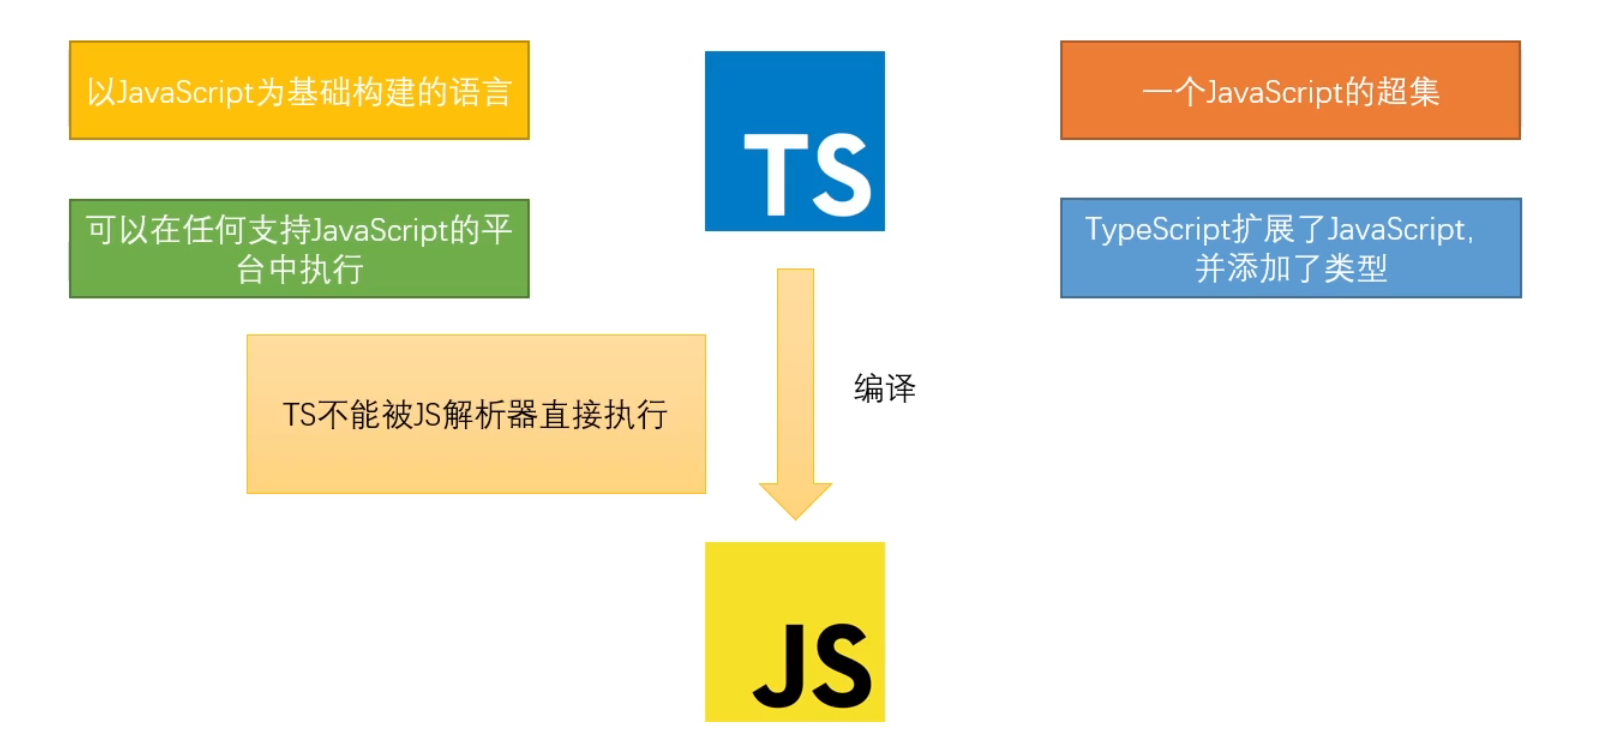 以JavaScript为基础构建的语言
TS
一个JavaScript的超集
可以在任何支持JavaScript的平
台中执行
TypeScript扩展了JavaScript,
并添加了类型
TS不能被JS解析器直接执行
编译
JS